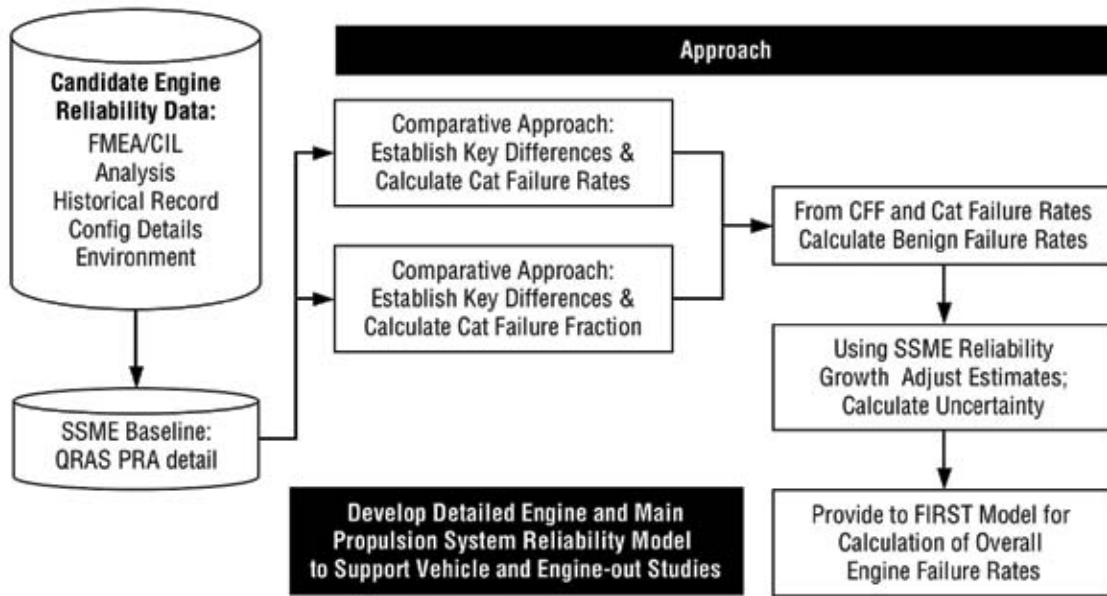 Candidate Engine
Reliability Data:
FMEA/CIL
Analysis
Historical Record
Config Details
Environment
SSME Baseline:
QRAS PRA detail
Approach
Comparative Approach:
Establish Key Differences &
Calculate Cat Failure Rates
Comparative Approach:
Establish Key Differences &
Calculate Cat Failure Fraction
From CFF and Cat Failure Rates
Calculate Benign Failure Rates
Using SSME Reliability
Growth Adjust Estimates;
Calculate Uncertainty
Provide to FIRST Model for
Calculation of Overall
Engine Failure Rates
Develop Detailed Engine and Main
Propulsion System Reliability Model
to Support Vehicle and Engine-out Studies